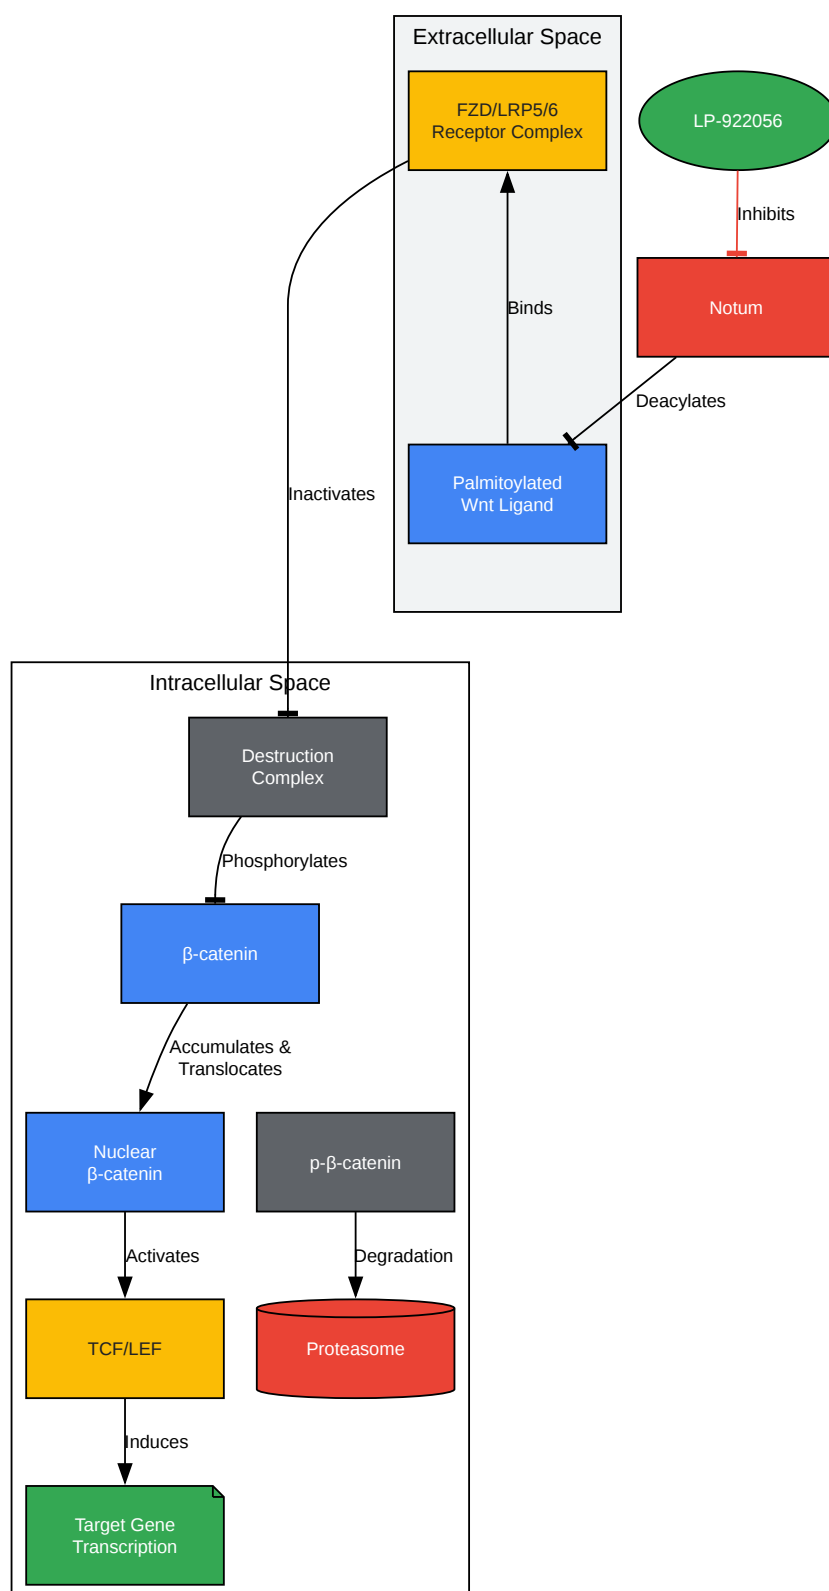 Extracellular Space
FZD/LRP5/6
Receptor Complex
LP-922056
Inhibits
Binds
Notum
Deacylates
Palmitoylated
Wnt Ligand
Inactivates
Intracellular Space
Destruction
Complex
Phosphorylates
β-catenin
Accumulates &
Translocates
Nuclear
β-catenin
p-β-catenin
Activates
Degradation
TCF/LEF
Proteasome
Induces
Target Gene
Transcription